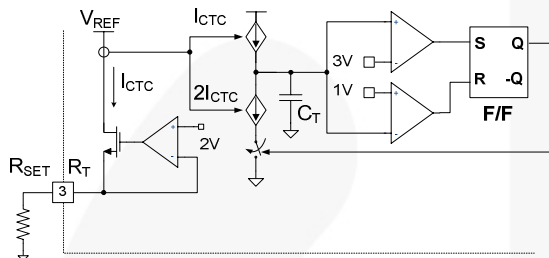 VREF
ICTC
ICTC
2ICTC
CT
3V
1V
S Q
R -Q
F/F
+
-
+
-
+
-
2V
RSET
RT
3